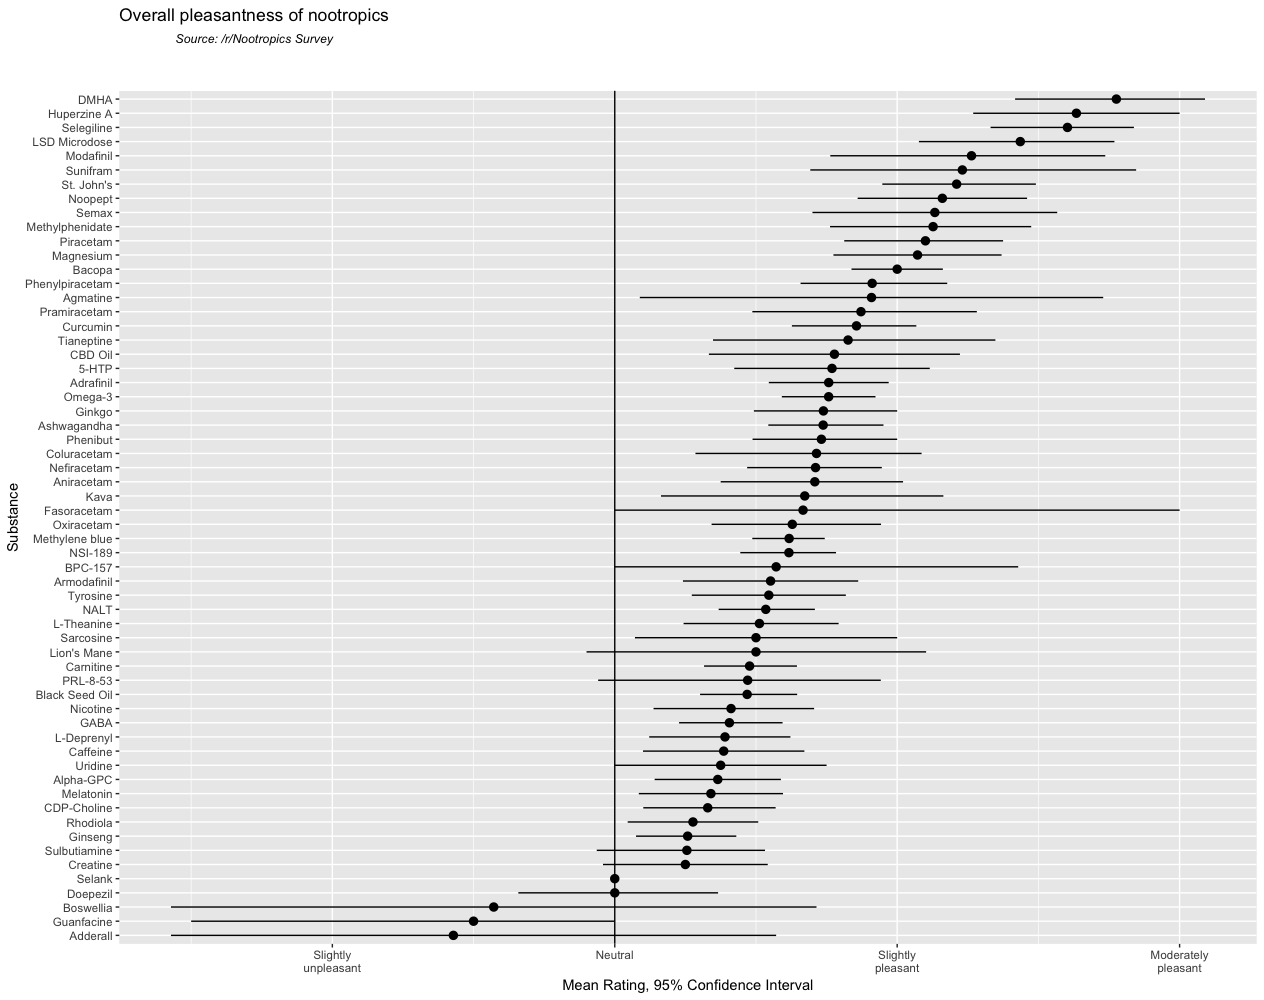 Overall pleasantness of nootropics
Source: /r/Nootropics Survey
DMHA
Huperzine A
Selegiline
LSD Microdose
Modafinil
Sunifram
St. John's
Noopept
Semax
Methylphenidate
Piracetam
Magnesium
Bacopa
Phenylpiracetam
Agmatine
Pramiracetam
Curcumin
Tianeptine
CBD Oil
5-HTP
Adrafinil
Omega-3
Ginkgo
Ashwagandha
Phenibut
Coluracetam
Nefiracetam
Aniracetam
Kava
Fasoracetam
Oxiracetam
Methylene blue
NSI-189
BPC-157
Armodafinil
Tyrosine
NALT
L-Theanine
Sarcosine
Lion's Mane
Carnitine
PRL-8-53
Black Seed Oil
Nicotine
GABA
L-Deprenyl
Caffeine
Uridine
Alpha-GPC
Melatonin
CDP-Choline
Rhodiola
Ginseng
Sulbutiamine
Creatine
Selank
Doepezil
Boswellia
Guanfacine
Adderall
Substance
Slightly
unpleasant
Neutral
Slightly
pleasant
Moderately
pleasant
Mean Rating, 95% Confidence Interval